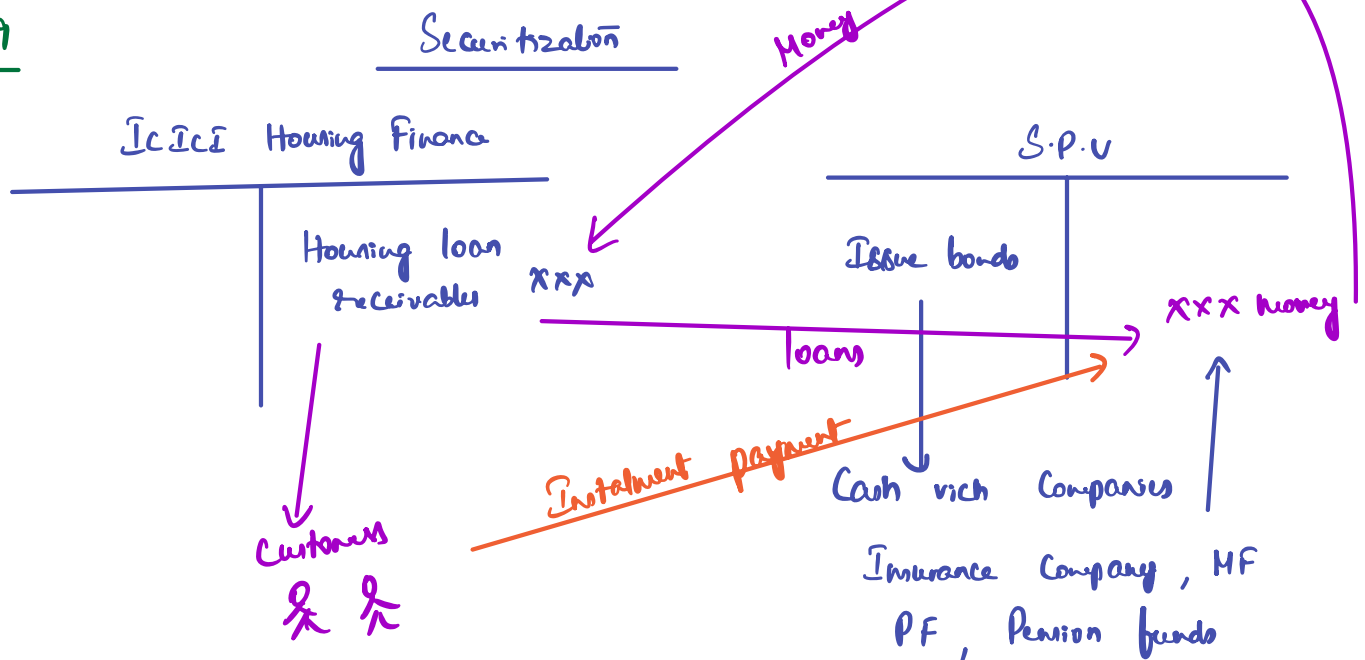 Securitization
Money
ICICI Housing Finance
S.P.V
Housing loan
receivables
xxx
Issue bonds
xxx money
loans
Instalment payment
Cash rich Companies
Customers
Insurance Company, MF
PF, Pension funds